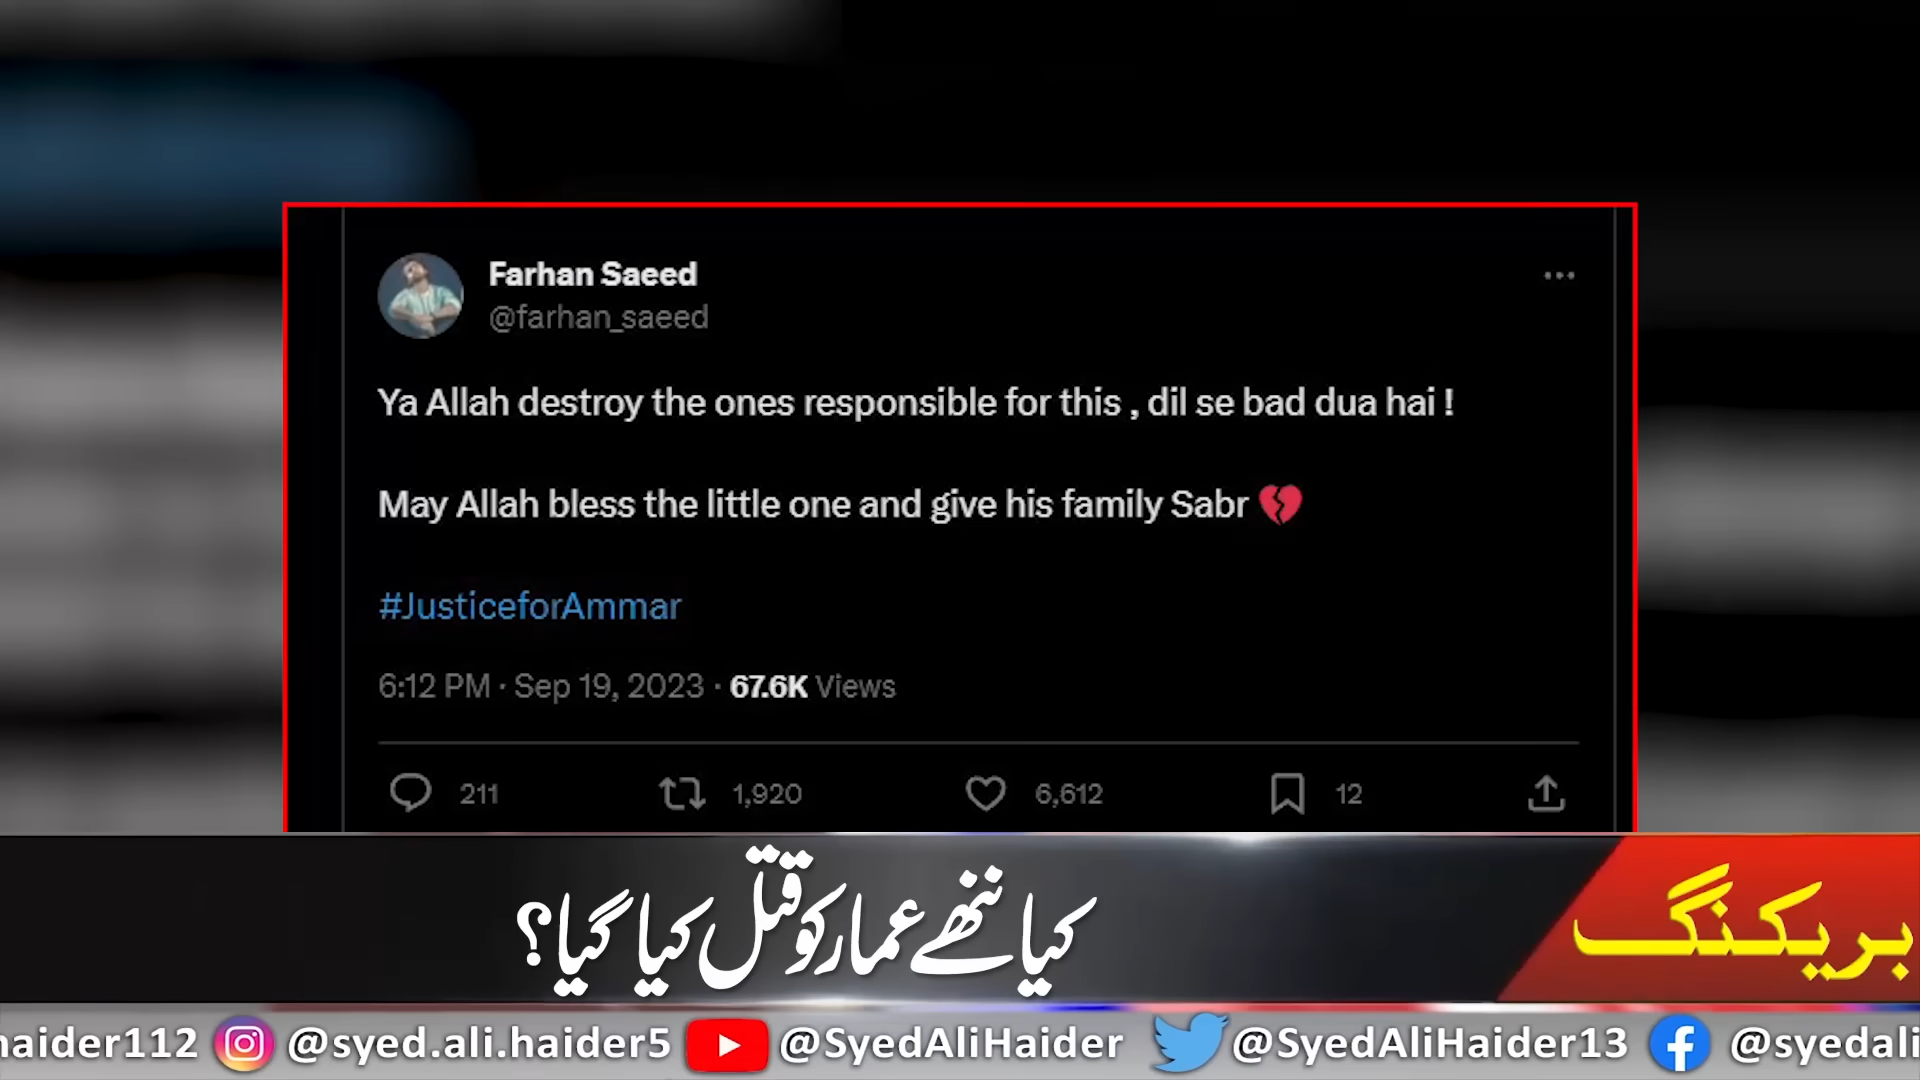 Farhan Saeed
@farhan_saeed
Ya Allah destroy the ones responsible for this , dil se bad dua hai !
May Allah bless the little one and give his family Sabr 💔
#JusticeforAmmar
6:12 PM · Sep 19, 2023 · 67.6K Views
211 1,920 6,612 12
بریکنگ
کیا ننھے عمار کو قتل کیا گیا؟
haider112 @syed.ali.haider5 @SyedAliHaider @SyedAliHaider13 @syedali